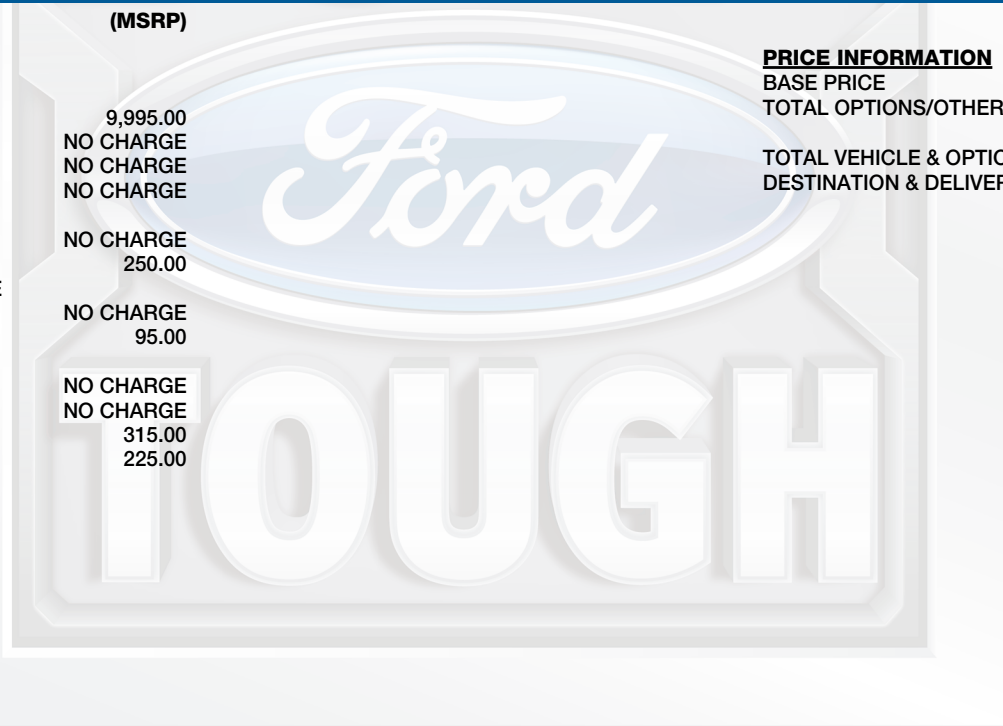 (MSRP)
9,995.00
NO CHARGE
NO CHARGE
NO CHARGE
NO CHARGE
250.00
NO CHARGE
95.00
NO CHARGE
NO CHARGE
315.00
225.00
PRICE INFORMATION
BASE PRICE
TOTAL OPTIONS/OTHER
TOTAL VEHICLE & OPTIO
DESTINATION & DELIVER
Ford
TOUGH